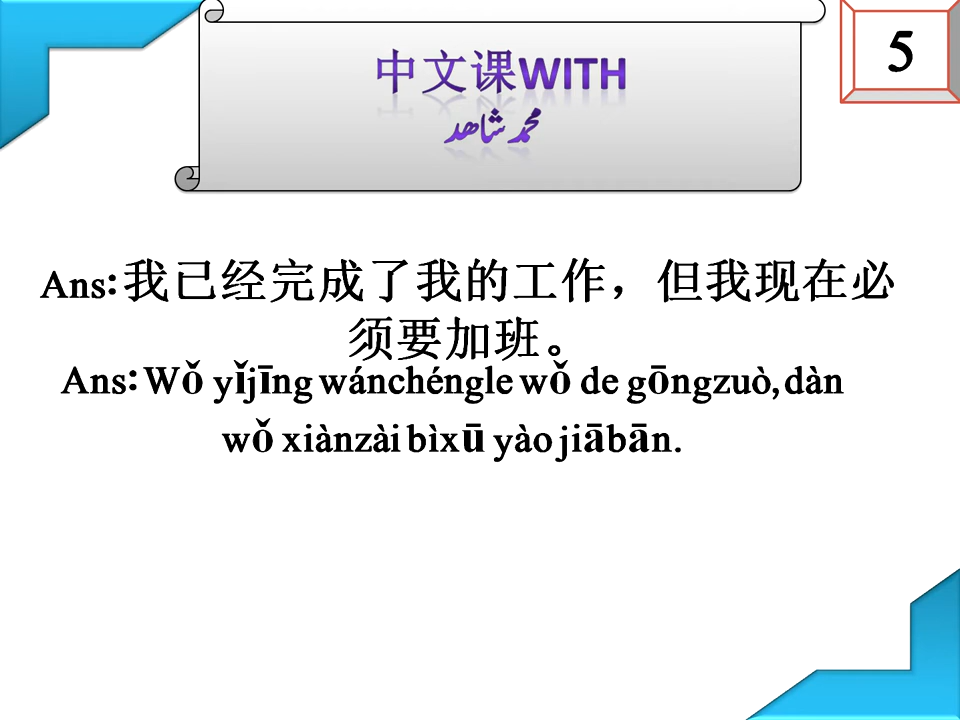 中文课WITH
محمد شاهد
5
Ans:我已经完成了我的工作，但我现在必
须要加班。
Ans:Wǒ yǐjīng wánchéngle wǒ de gōngzuò,dàn
wǒ xiànzài bìxū yào jiābān.